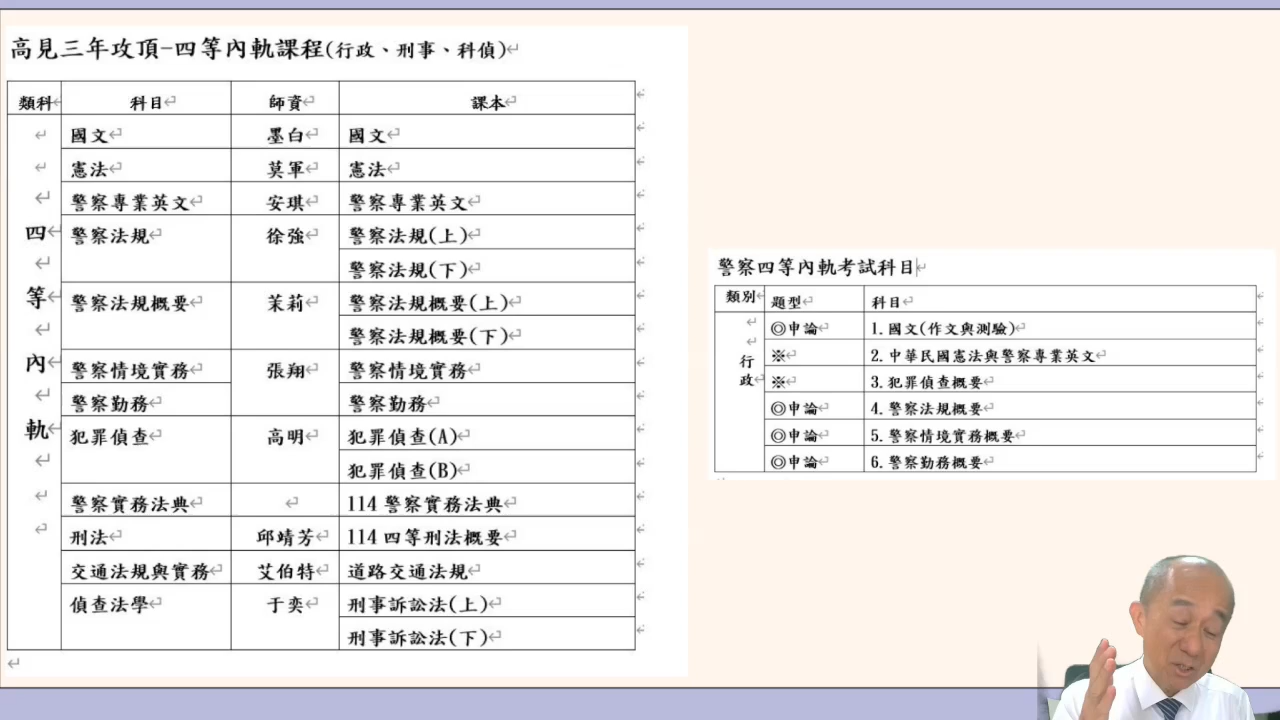 高見三年攻頂-四等內軌課程(行政、刑事、科偵)
類科 科目 師資 課本
四等內軌
國文 墨白 國文
憲法 莫軍 憲法
警察專業英文 安琪 警察專業英文
警察法規 徐強 警察法規(上)
警察法規(下)
警察法規概要 茉莉 警察法規概要(上)
警察法規概要(下)
警察情境實務 張翔 警察情境實務
警察勤務 警察勤務
犯罪偵查 高明 犯罪偵查(A)
犯罪偵查(B)
警察實務法典 114 警察實務法典
刑法 邱靖芳 114 四等刑法概要
交通法規與實務 艾伯特 道路交通法規
偵查法學 于奕 刑事訴訟法(上)
刑事訴訟法(下)
警察四等內軌考試科目
類別 題型 科目
行政
◎申論 1.國文(作文與測驗)
※ 2.中華民國憲法與警察專業英文
※ 3.犯罪偵查概要
◎申論 4.警察法規概要
◎申論 5.警察情境實務概要
◎申論 6.警察勤務概要